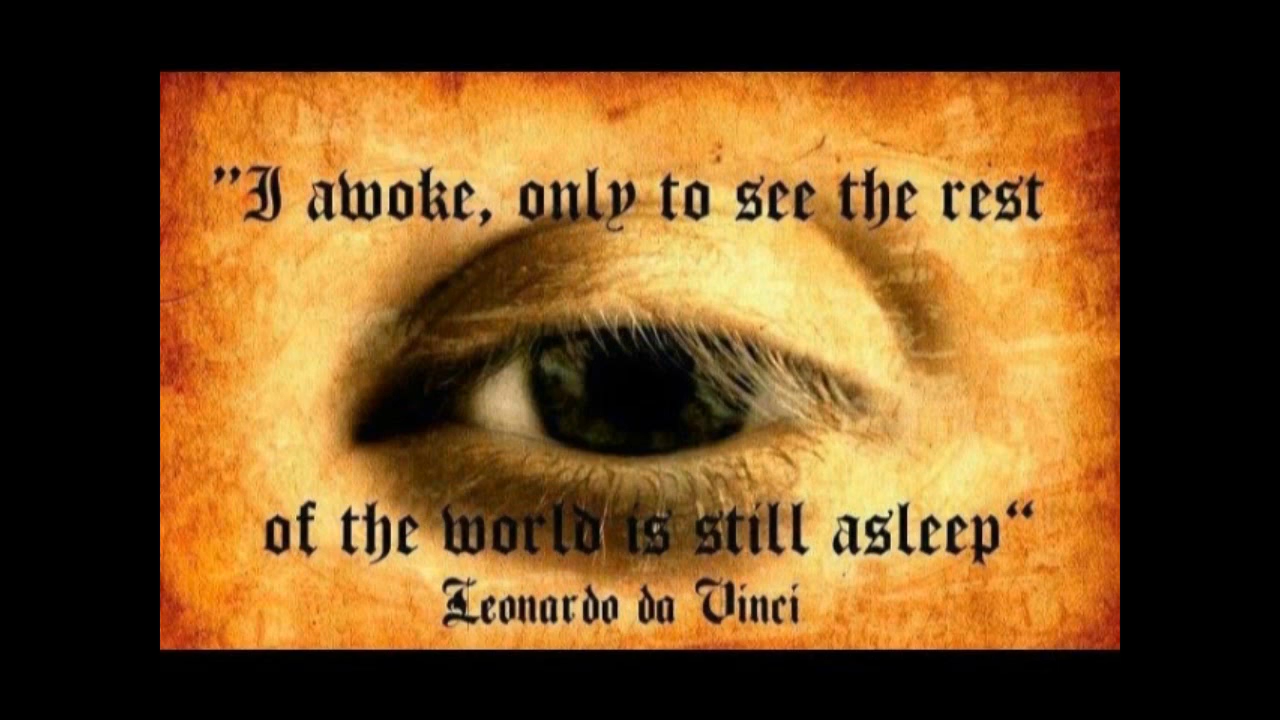 ”I awoke, only to see the rest
of the world is still asleep“
Leonardo da Vinci